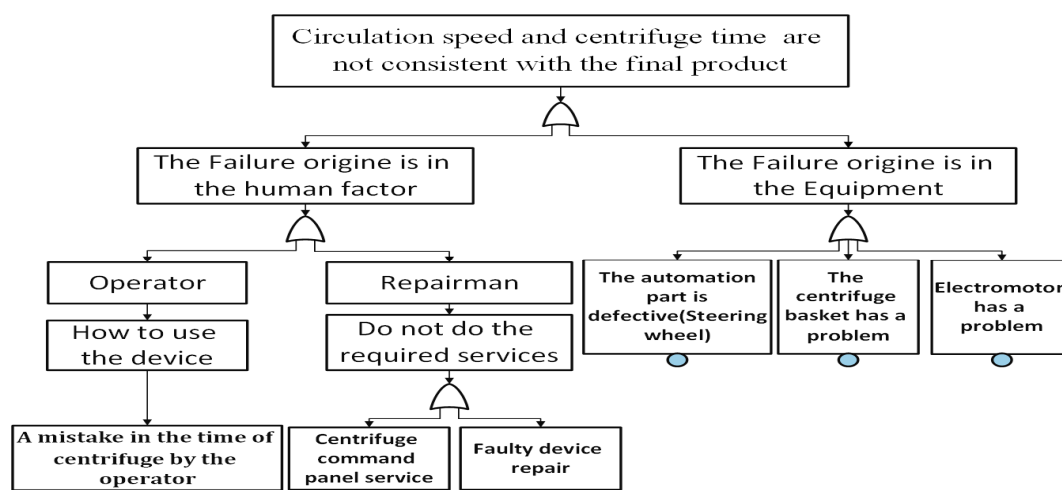 Circulation speed and centrifuge time are
not consistent with the final product
The Failure origine is in
the human factor
The Failure origine is in
the Equipment
Operator
Repairman
The automation
part is
defective(Steering
wheel)
The
centrifuge
basket has a
problem
Electromotor
has a
problem
How to use
the device
Do not do the
required services
A mistake in the time of
centrifuge by the
operator
Centrifuge
command
panel service
Faulty device
repair